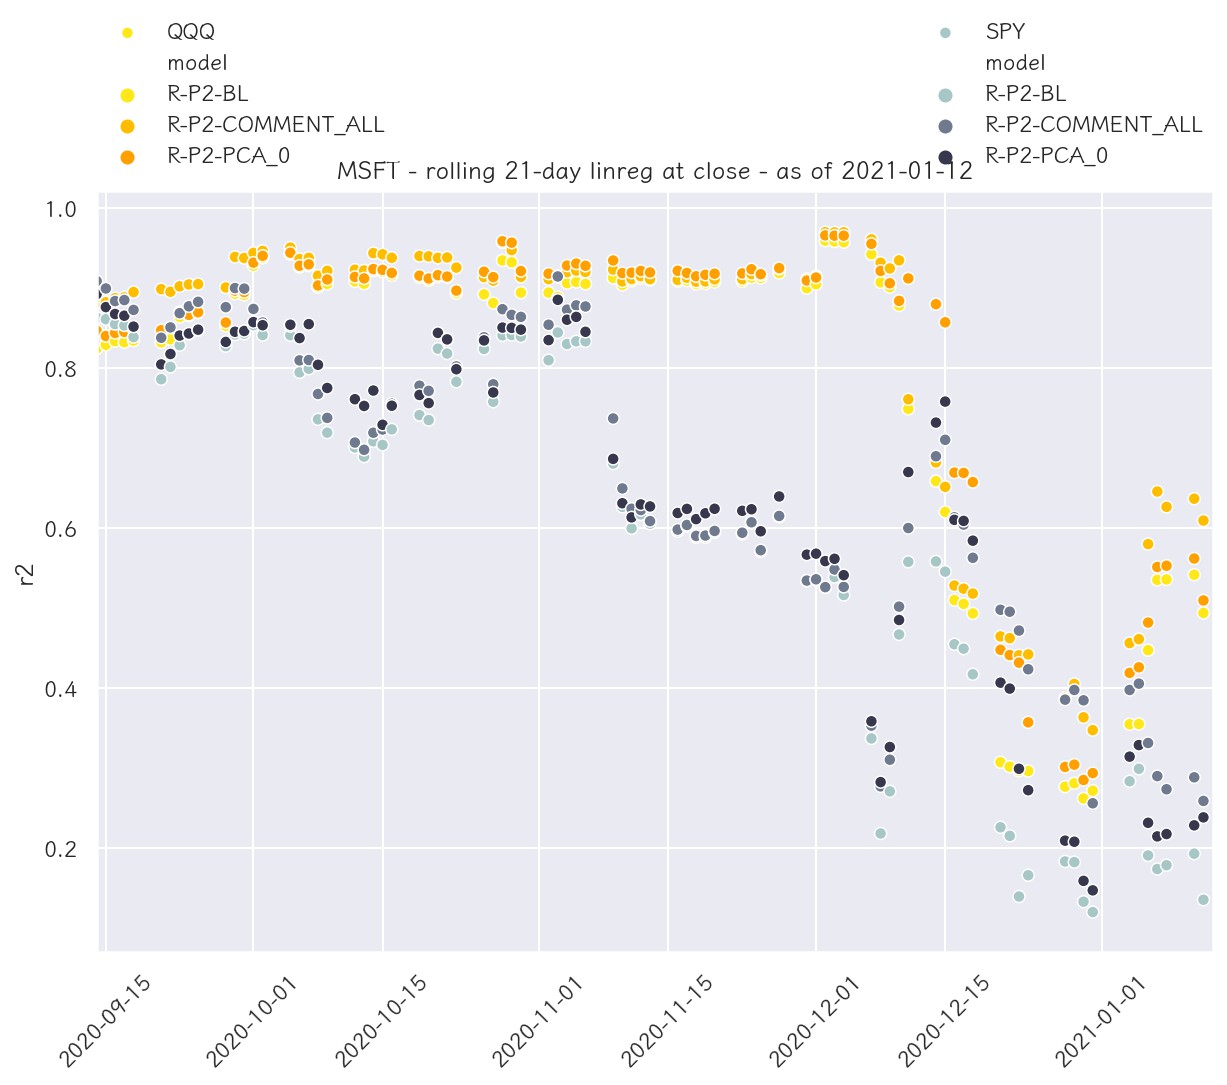 QQQ
model
R-P2-BL
R-P2-COMMENT_ALL
R-P2-PCA_0
SPY
model
R-P2-BL
R-P2-COMMENT_ALL
R-P2-PCA_0
MSFT - rolling 21-day linreg at close - as of 2021-01-12
1.0
0.8
0.6
0.4
0.2
r2
2020-09-15
2020-10-01
2020-10-15
2020-11-01
2020-11-15
2020-12-01
2020-12-15
2021-01-01